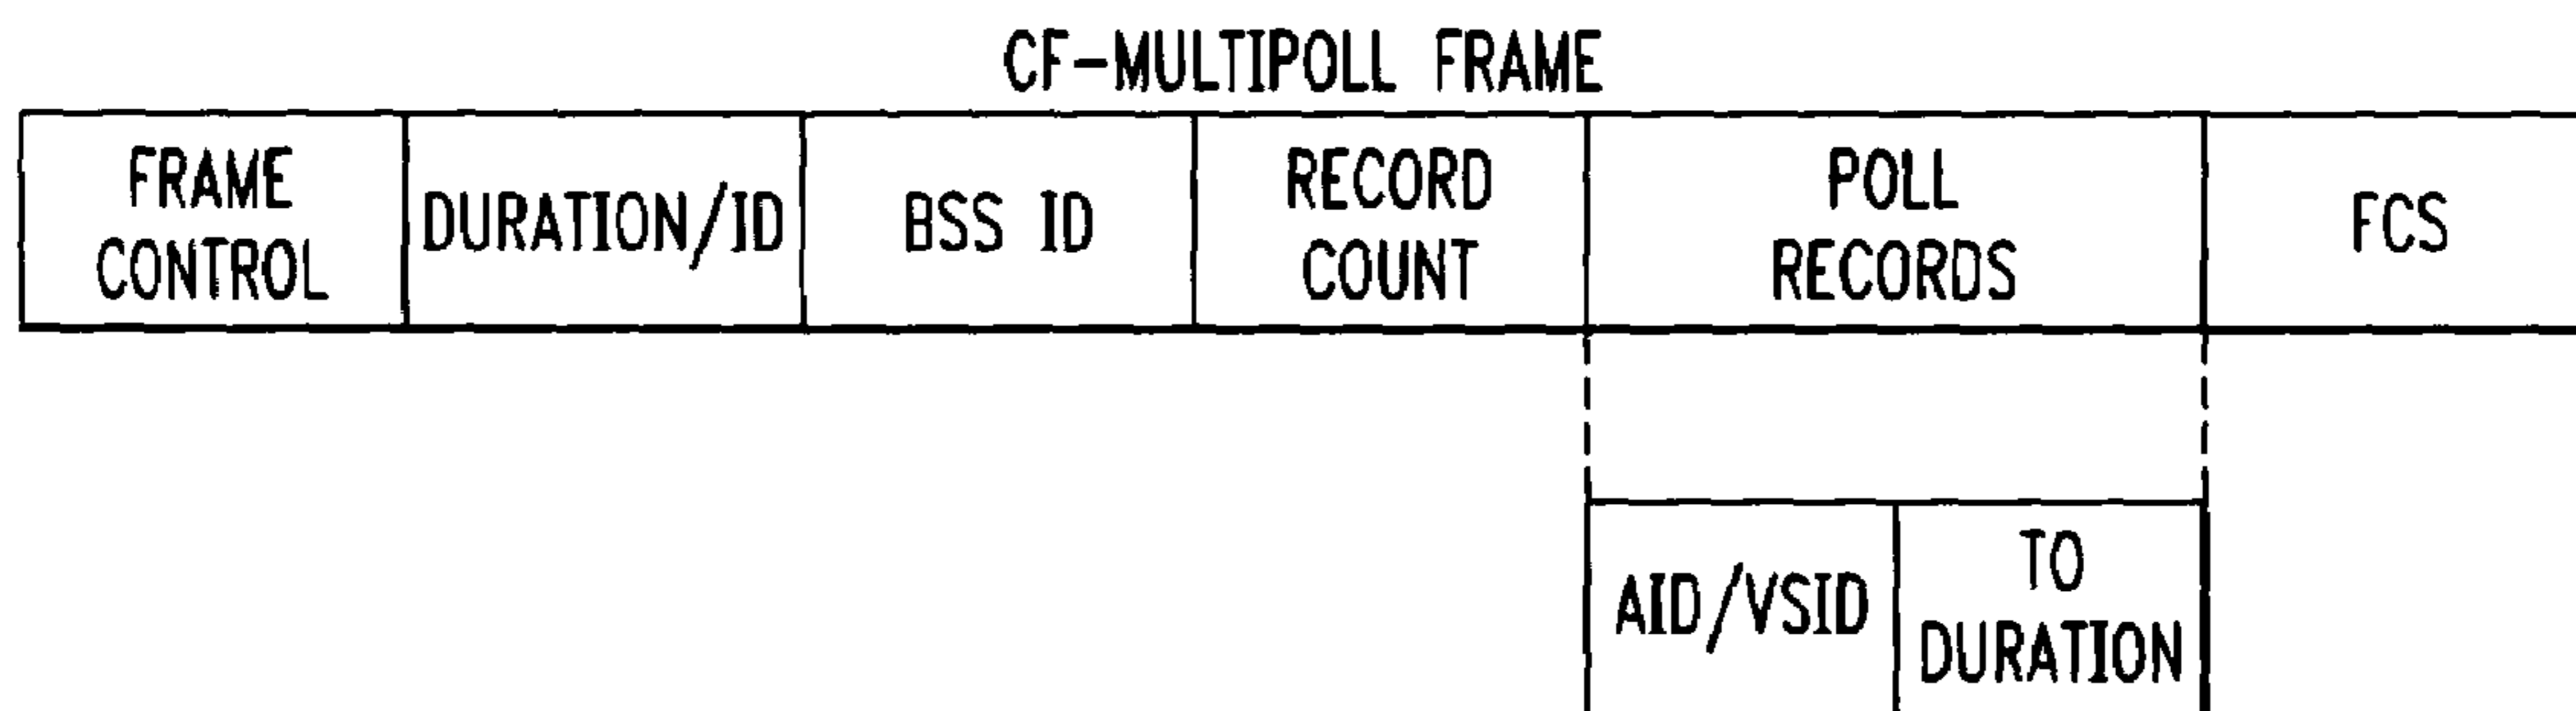 CF-MULTIPOLL FRAME
FRAME
CONTROL
DURATION/ID
BSS ID
RECORD
COUNT
POLL
RECORDS
FCS
AID/VSID
TO
DURATION